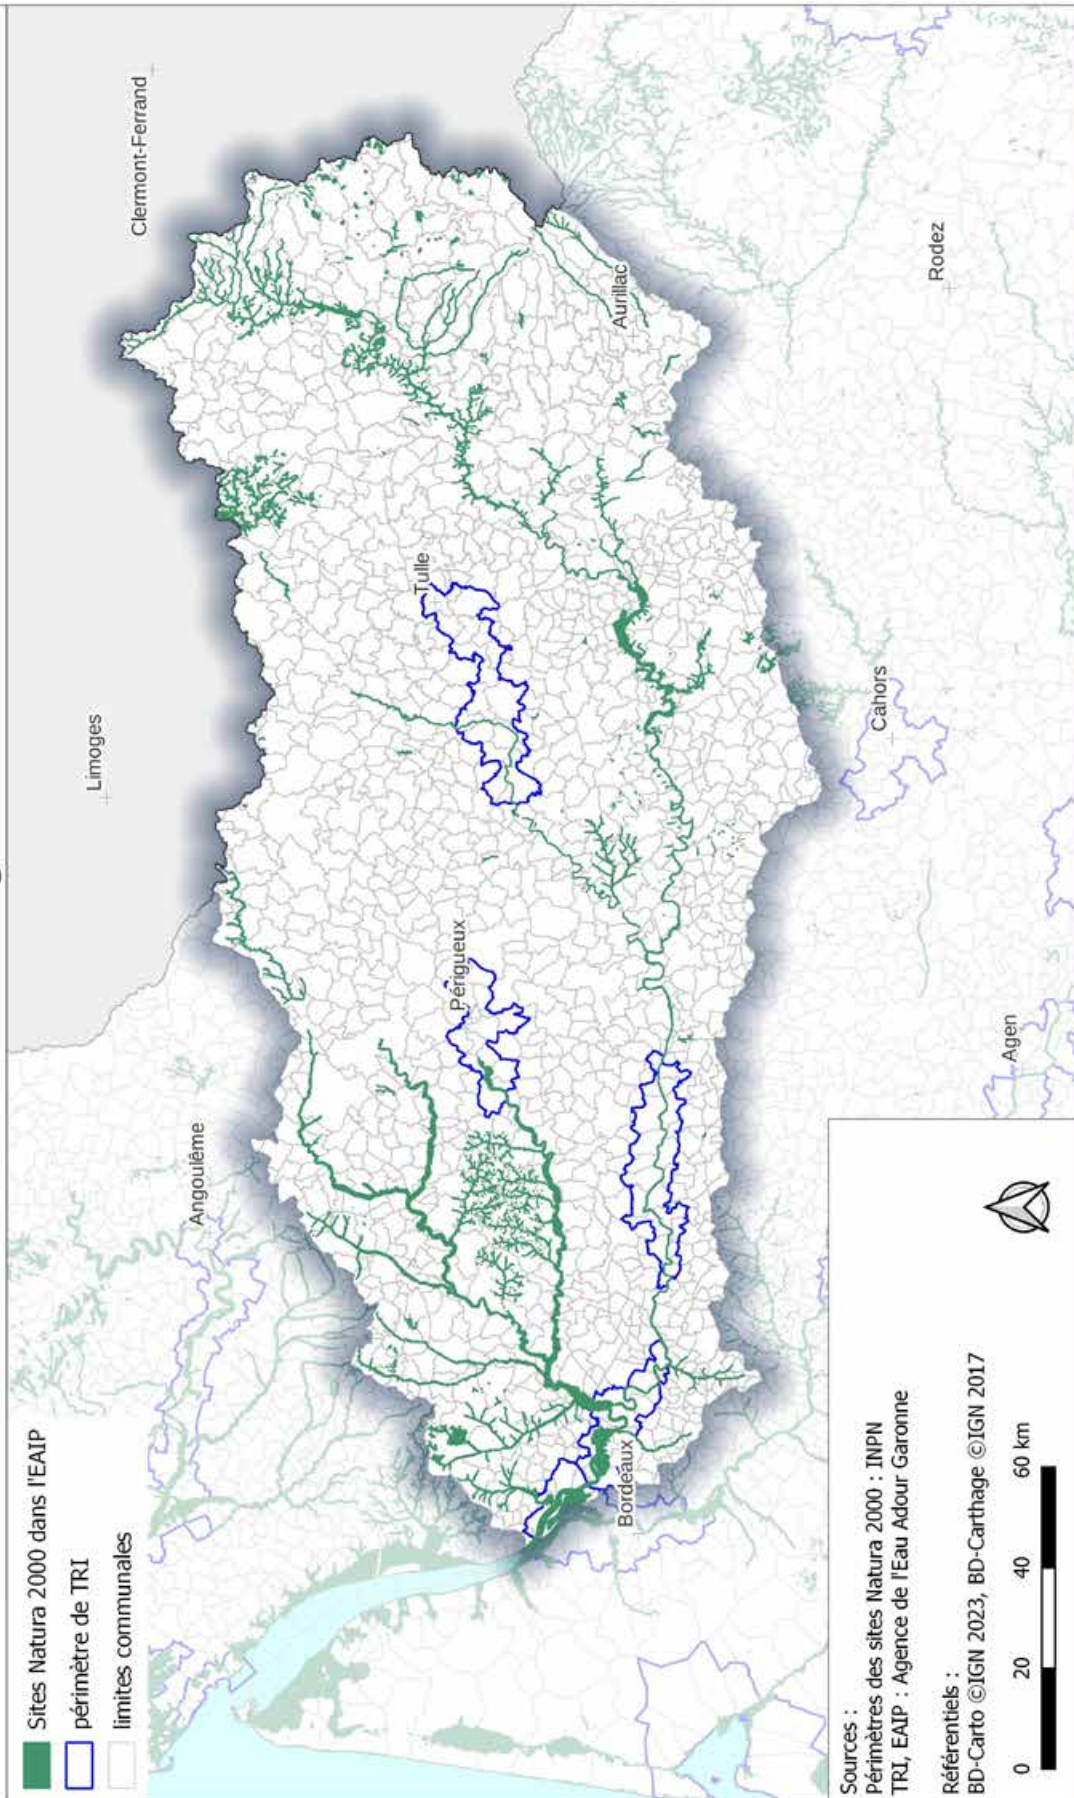 Sites Natura 2000 dans l'EAIP
périmètre de TRI
limites communales
Clermont-Ferrand
Limoges
Angoulême
Tulle
Périgueux
Aurillac
Rodez
Cahors
Agen
Bordeaux
Sources :
Périmètres des sites Natura 2000 : INPN
TRI, EAIP : Agence de l'Eau Adour Garonne
Référentiels :
BD-Carto ©IGN 2023, BD-Carthage ©IGN 2017
0 20 40 60 km